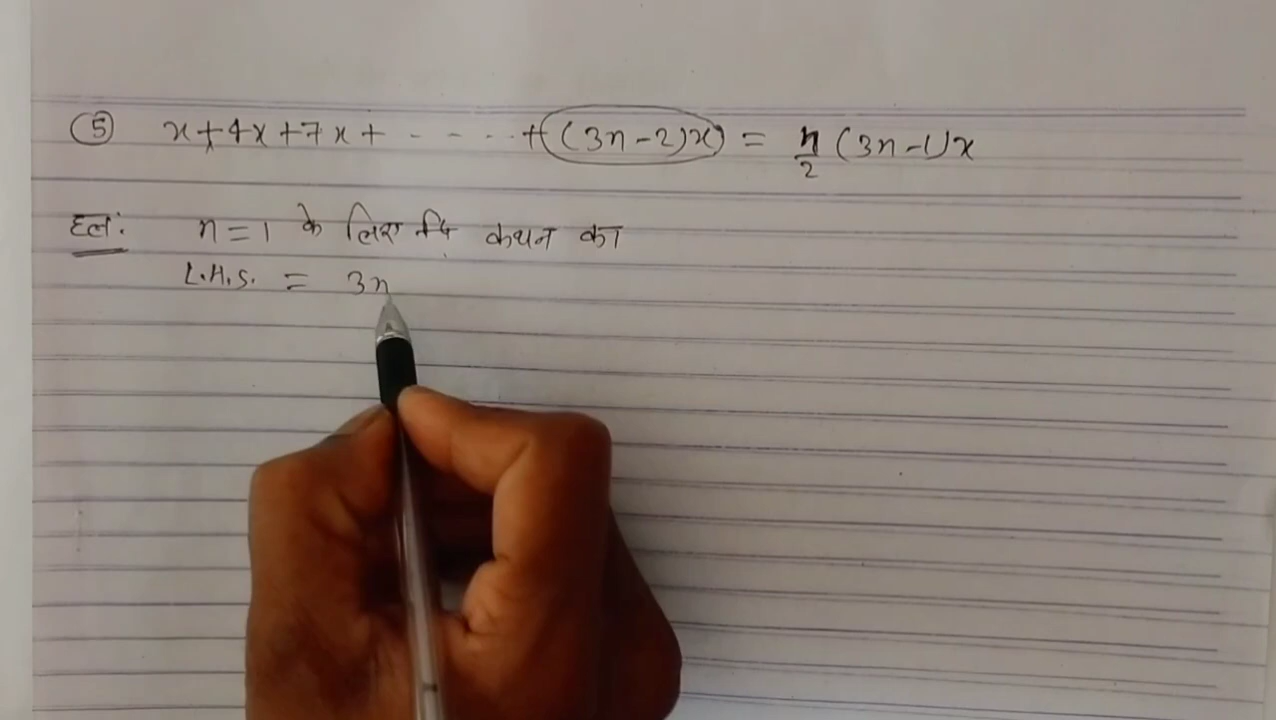 ⑤ x+4x+7x+ - - - - +((3n-2)x) = n/2 (3n-1)x
हल: n=1 के लिए कथन का
L.H.S. = 3n